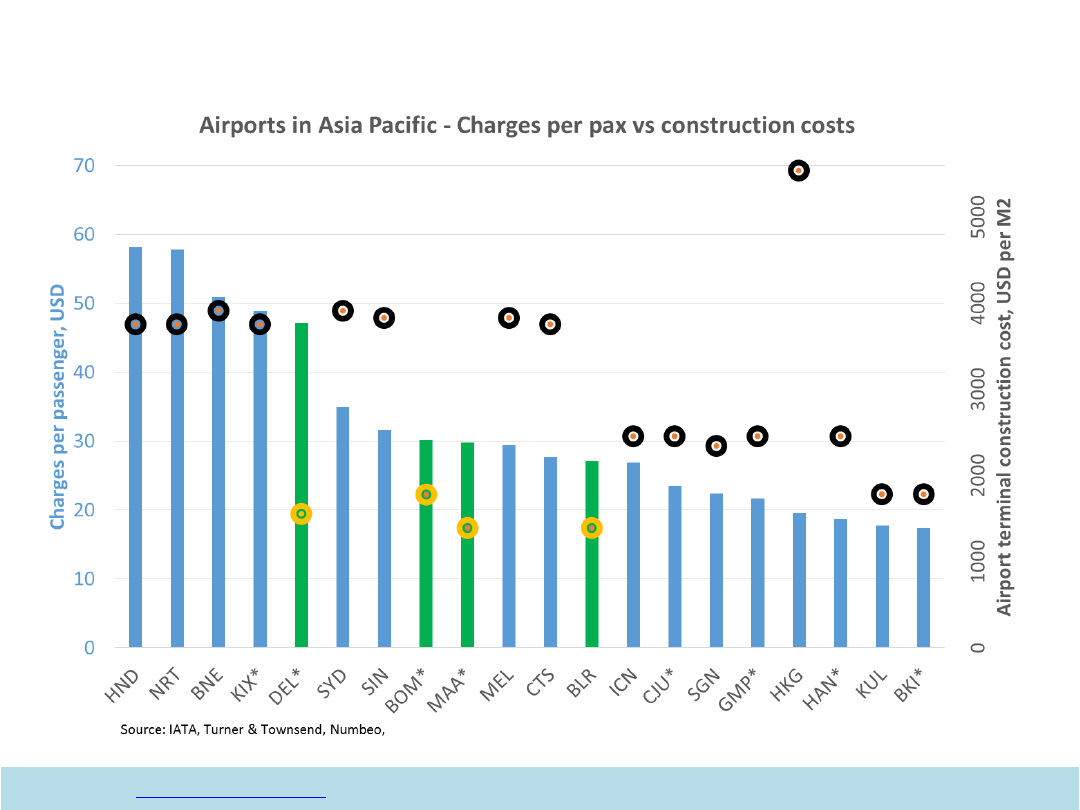 Airports in Asia Pacific - Charges per pax vs construction costs
70
60
50
40
30
20
10
0
Charges per passenger, USD
5000
4000
3000
2000
1000
0
Airport terminal construction cost, USD per M2
HND
NRT
BNE
KIX*
DEL*
SYD
SIN
BOM*
MAA*
MEL
CTS
BLR
ICN
CJU*
SGN
GMP*
HKG
HAN*
KUL
BKI*
Source: IATA, Turner & Townsend, Numbeo,